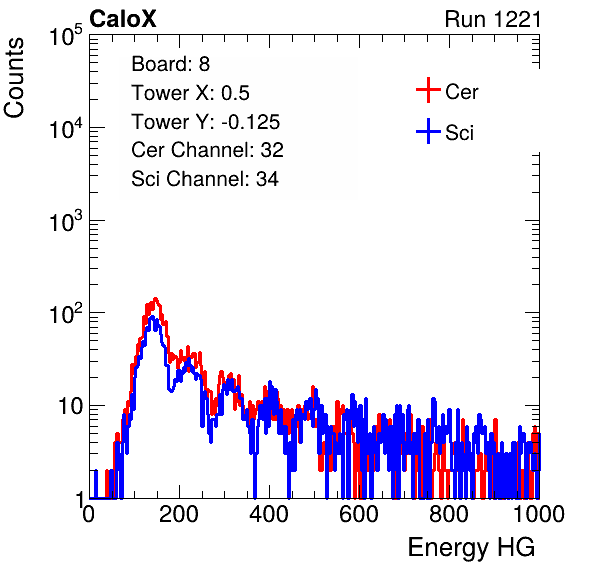 CaloX Run 1221
Counts
10^5
10^4
10^3
10^2
10
1
Board: 8
Tower X: 0.5
Tower Y: -0.125
Cer Channel: 32
Sci Channel: 34
Cer
Sci
0 200 400 600 800 1000
Energy HG